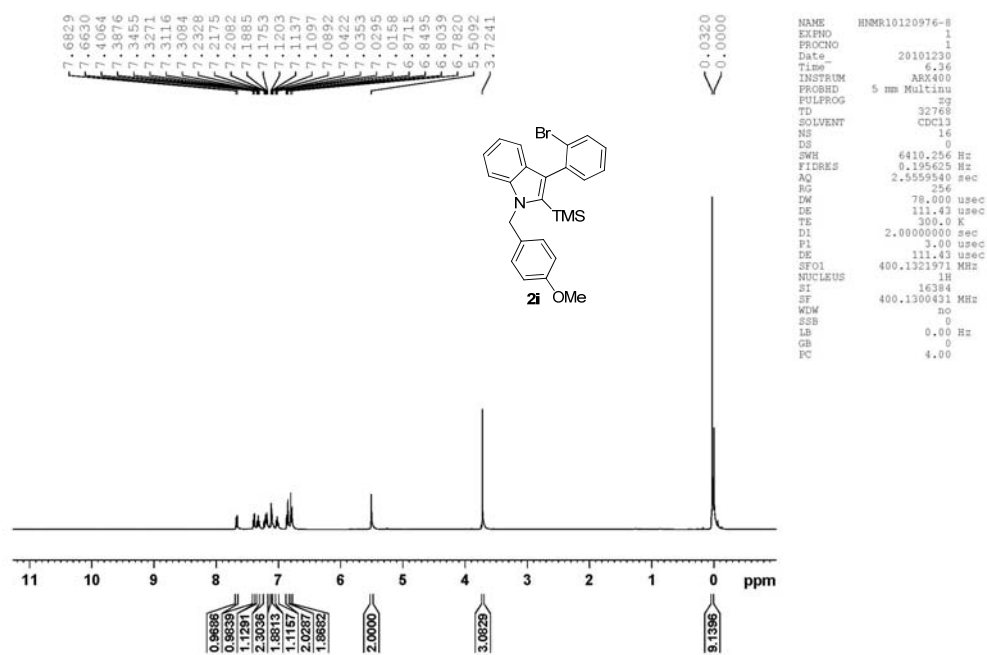 7.6829
7.6630
7.4064
7.3876
7.3455
7.3271
7.3116
7.3084
7.2328
7.2175
7.2082
7.1885
7.1753
7.1203
7.1137
7.1097
7.0892
7.0422
7.0353
7.0295
7.0158
6.8715
6.8495
6.8039
6.7820
5.5092
3.7241
0.0320
0.0000
NAME HNMR10120976-8
EXPNO 1
PROCNO 1
Date_ 20101230
Time 6.36
INSTRUM ARX400
PROBHD 5 mm Multinu
PULPROG zg
TD 32768
SOLVENT CDCl3
NS 16
DS 0
SWH 6410.256 Hz
FIDRES 0.195625 Hz
AQ 2.5559540 sec
RG 256
DW 78.000 usec
DE 111.43 usec
TE 300.0 K
D1 2.00000000 sec
P1 3.00 usec
DE 111.43 usec
SFO1 400.1321971 MHz
NUCLEUS 1H
SI 16384
SF 400.1300431 MHz
WDW no
SSB 0
LB 0.00 Hz
GB 0
PC 4.00
Br
N
TMS
OMe
2i
11 10 9 8 7 6 5 4 3 2 1 0 ppm
0.9686
0.9839
1.1291
2.3036
1.8813
1.1157
2.0287
1.8682
2.0000
3.0829
9.1396